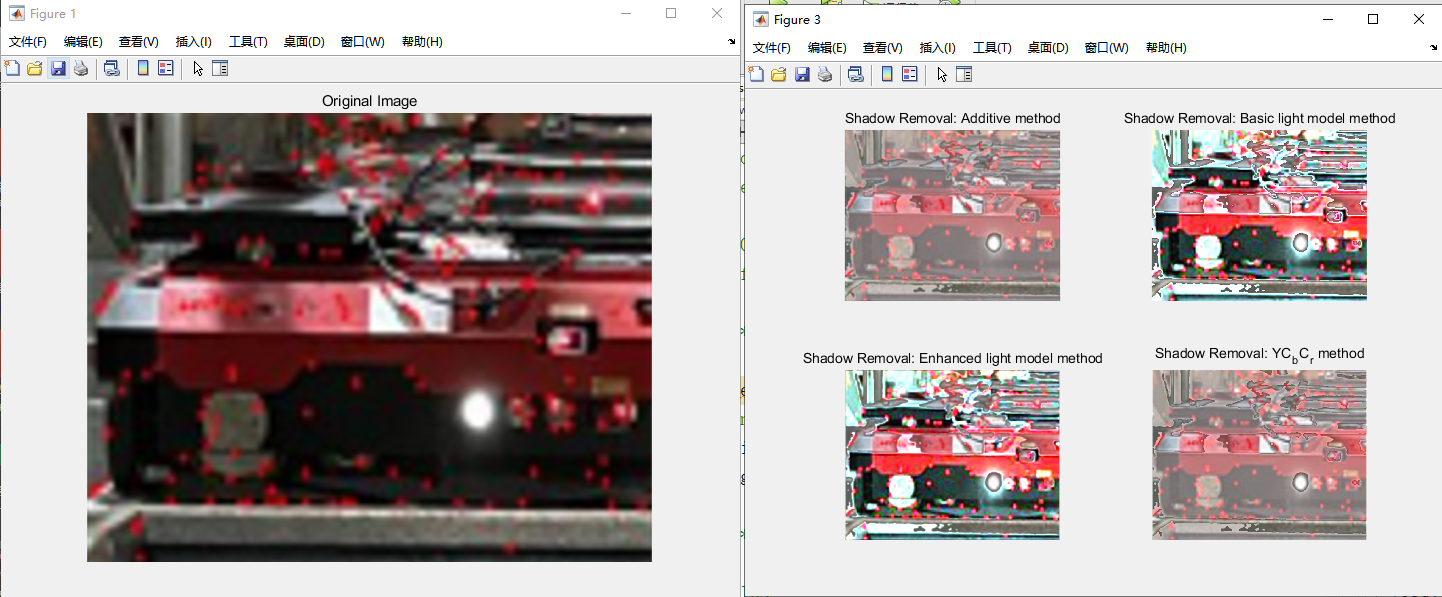 Figure 1
文件(F) 编辑(E) 查看(V) 插入(I) 工具(T) 桌面(D) 窗口(W) 帮助(H)
Original Image
Figure 3
文件(F) 编辑(E) 查看(V) 插入(I) 工具(T) 桌面(D) 窗口(W) 帮助(H)
Shadow Removal: Additive method
Shadow Removal: Basic light model method
Shadow Removal: Enhanced light model method
Shadow Removal: YCbCr method